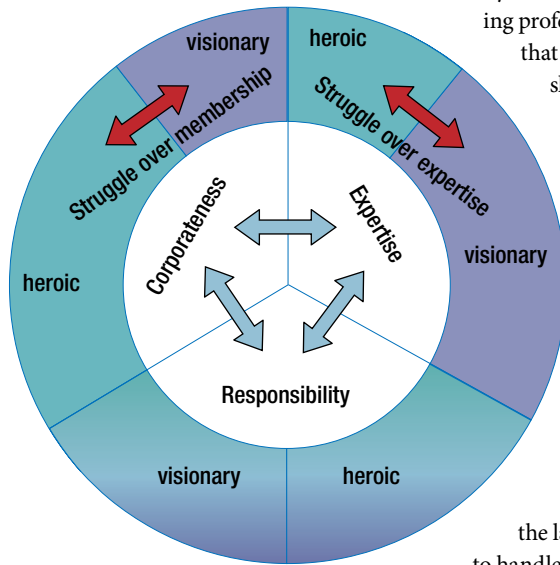 ing profe
that
visionary
heroic
Struggle over membership
Struggle over expertise
Corporateness
Expertise
heroic
visionary
Responsibility
visionary
heroic
the la
to handle